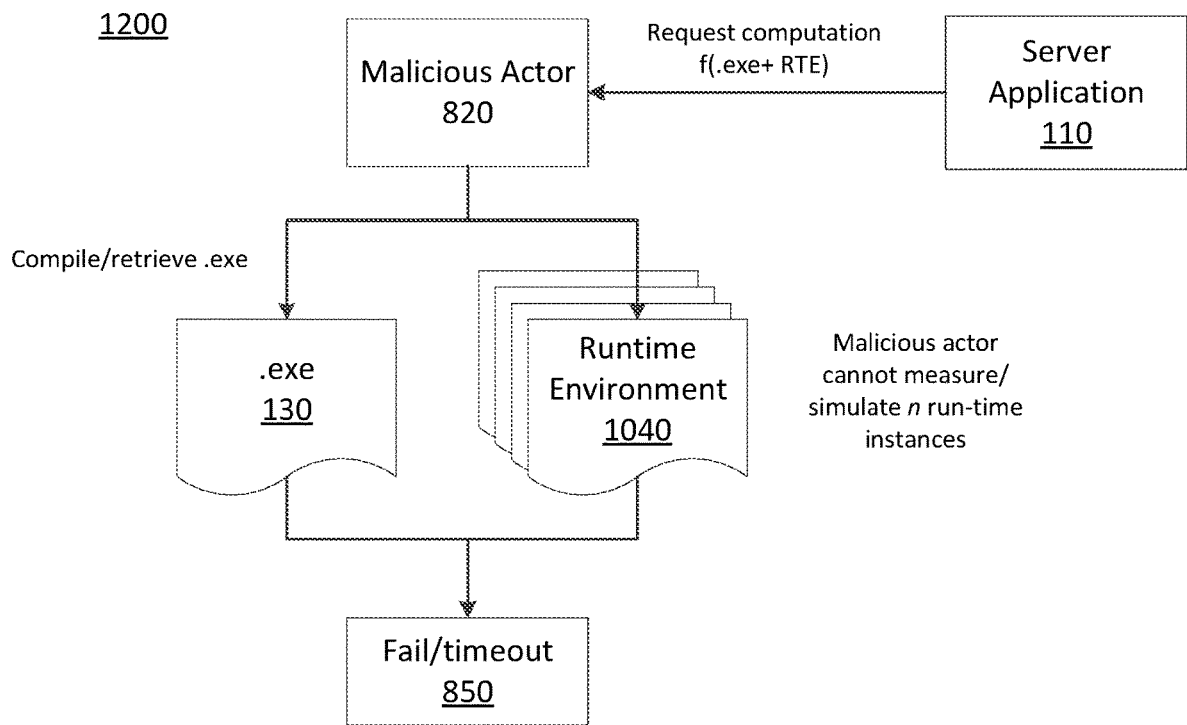 1200
Malicious Actor
820
Request computation
f(.exe+ RTE)
Server
Application
110
Compile/retrieve .exe
.exe
130
Runtime
Environment
1040
Malicious actor
cannot measure/
simulate n run-time
instances
Fail/timeout
850